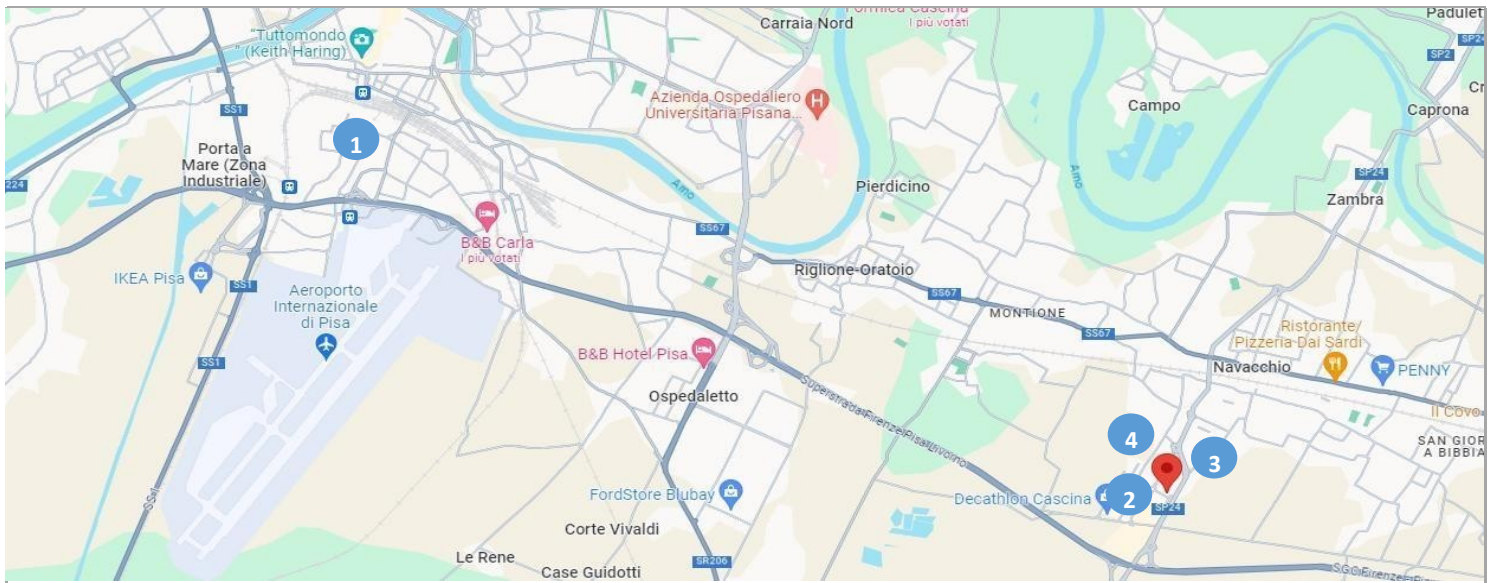 "Tuttomondo
" (Keith Haring)
Carraia Nord
Formica Cascina
I più votati
SP2
Azienda Ospedaliero
Universitaria Pisana...
H
Campo
Caprona
SS1
1
Porta a
Mare (Zona
Industriale)
224
Arno
Arno
Pierdicino
SP24
Zambra
SS67
B&B Carla
I più votati
IKEA Pisa
SS1
Riglione-Oratoio
Aeroporto
Internazionale
di Pisa
SS67
MONTIONE
SS67
Ristorante/
Pizzeria Dai Sardi
B&B Hotel Pisa
SS1
Navacchio
PENNY
Ospedaletto
Superstrada Firenze-Pisa-Livorno
Il Covo
SAN GIOR
A BIBBIA
4
3
SS1
FordStore Blubay
Decathlon Cascina
2
SP24
Corte Vivaldi
Le Rene
SR206
Case Guidotti